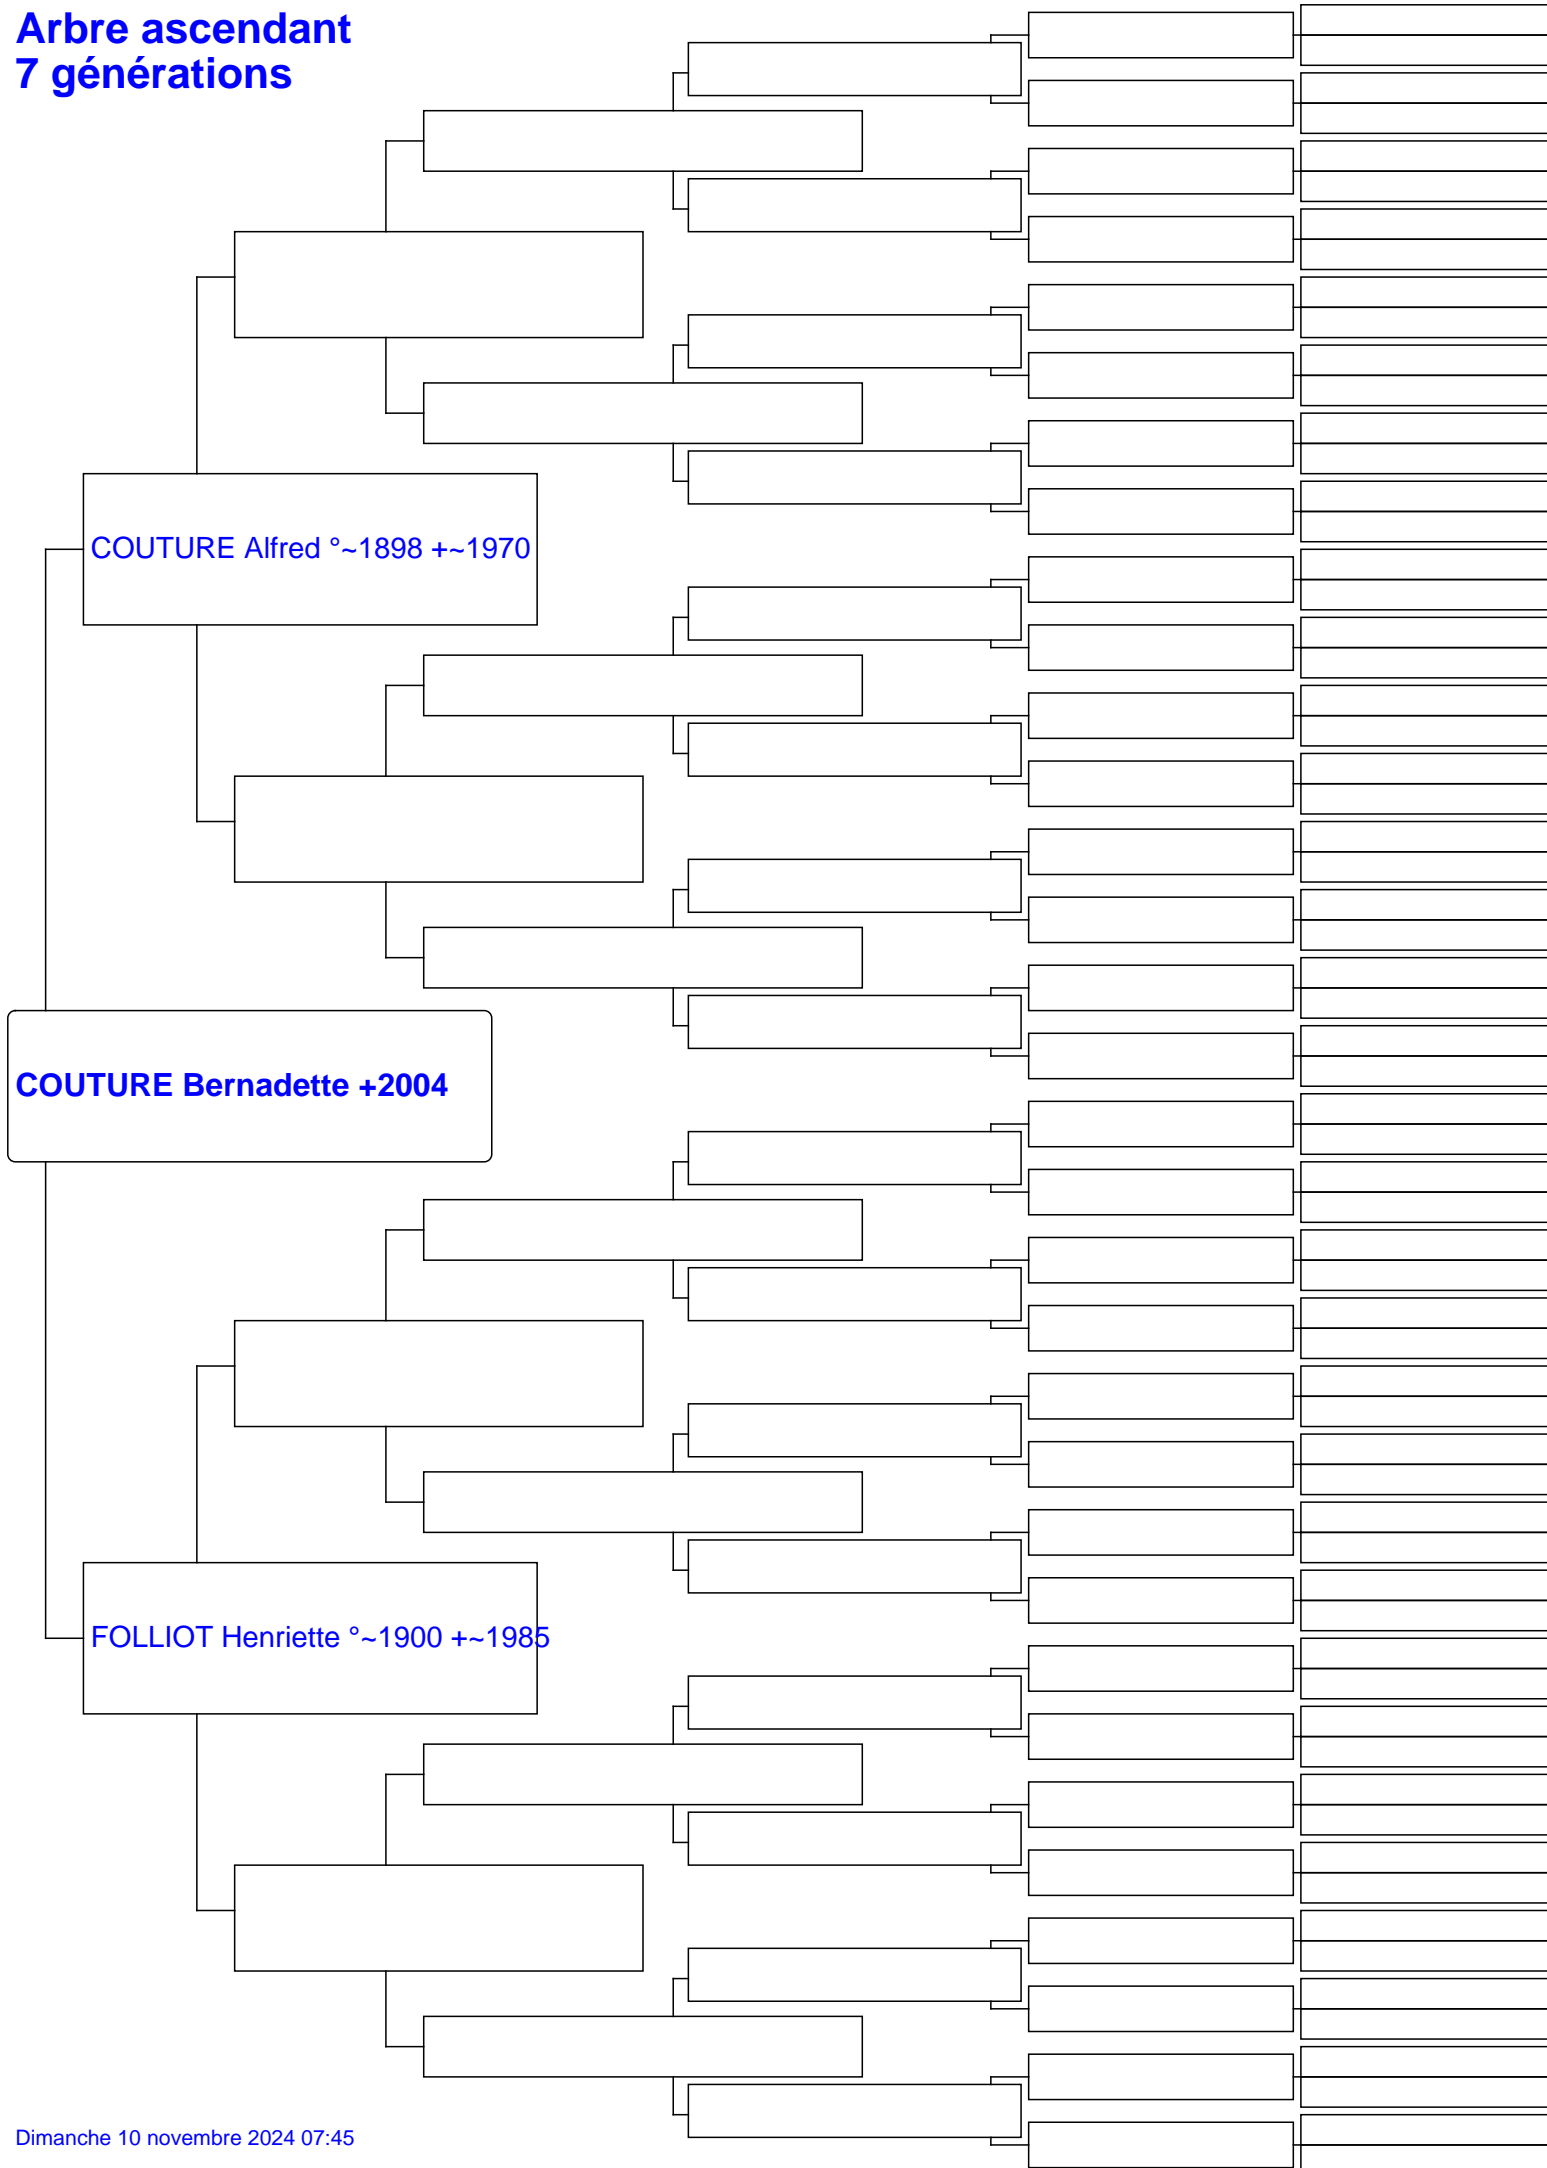 Arbre ascendant
7 générations
COUTURE Alfred °~1898 +~1970
COUTURE Bernadette +2004
FOLLIOT Henriette °~1900 +~1985
Dimanche 10 novembre 2024 07:45